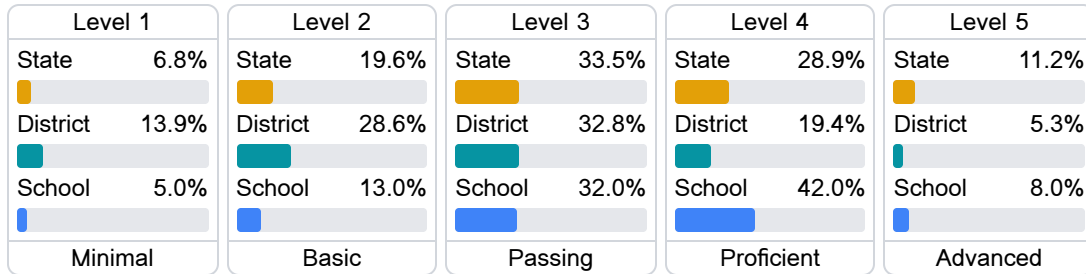 Level 1
State 6.8%
District 13.9%
School 5.0%
Minimal
Level 2
State 19.6%
District 28.6%
School 13.0%
Basic
Level 3
State 33.5%
District 32.8%
School 32.0%
Passing
Level 4
State 28.9%
District 19.4%
School 42.0%
Proficient
Level 5
State 11.2%
District 5.3%
School 8.0%
Advanced